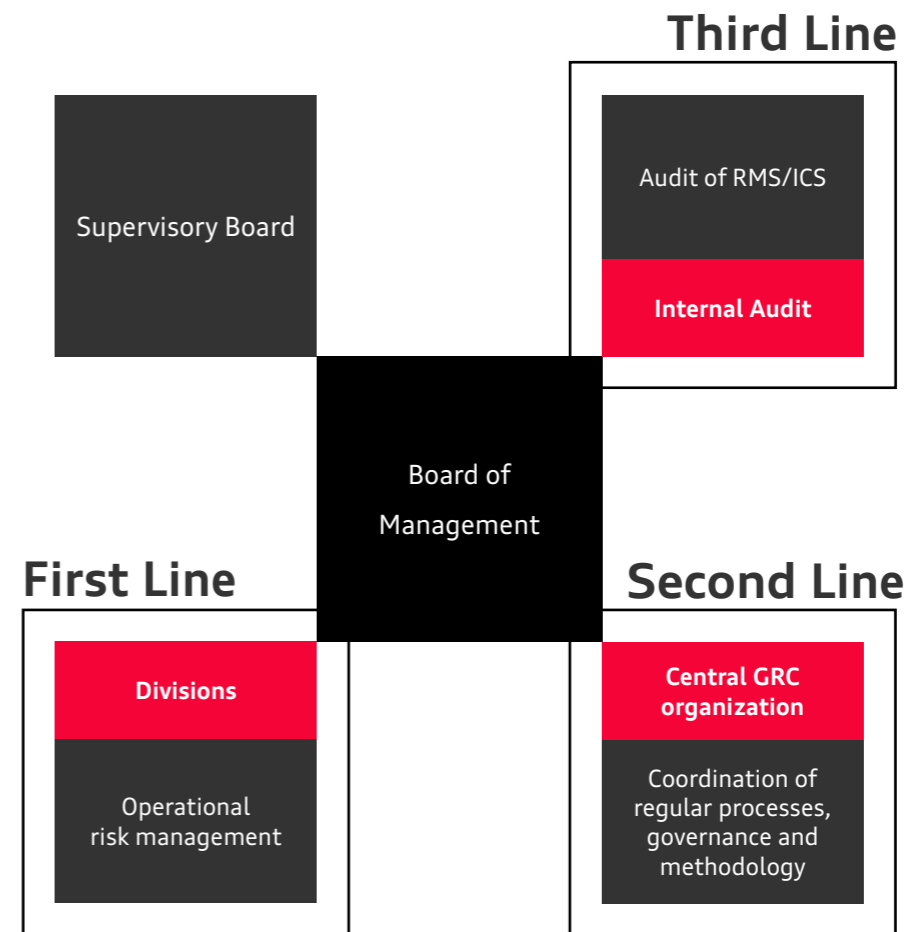 Third Line
Supervisory Board
Audit of RMS/ICS
Internal Audit
Board of
Management
First Line
Divisions
Operational
risk management
Second Line
Central GRC
organization
Coordination of
regular processes,
governance and
methodology